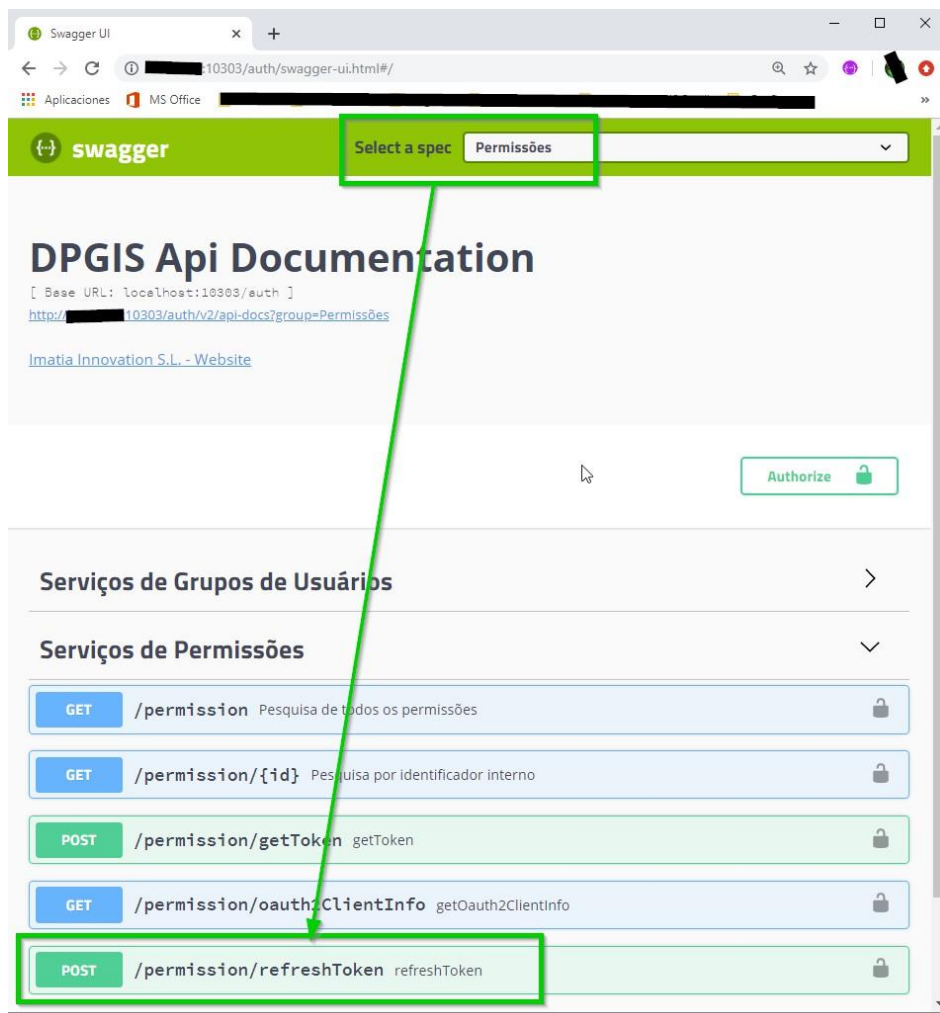 Swagger UI
:10303/auth/swagger-ui.html#/
Aplicaciones MS Office
swagger Select a spec Permissões
DPGIS Api Documentation
[ Base URL: localhost:10303/auth ]
http:// 10303/auth/v2/api-docs?group=Permissões
Imatia Innovation S.L. - Website
Authorize
Serviços de Grupos de Usuários
Serviços de Permissões
GET /permission Pesquisa de todos os permissões
GET /permission/{id} Pesquisa por identificador interno
POST /permission/getToken getToken
GET /permission/oauth2ClientInfo getOauth2ClientInfo
POST /permission/refreshToken refreshToken